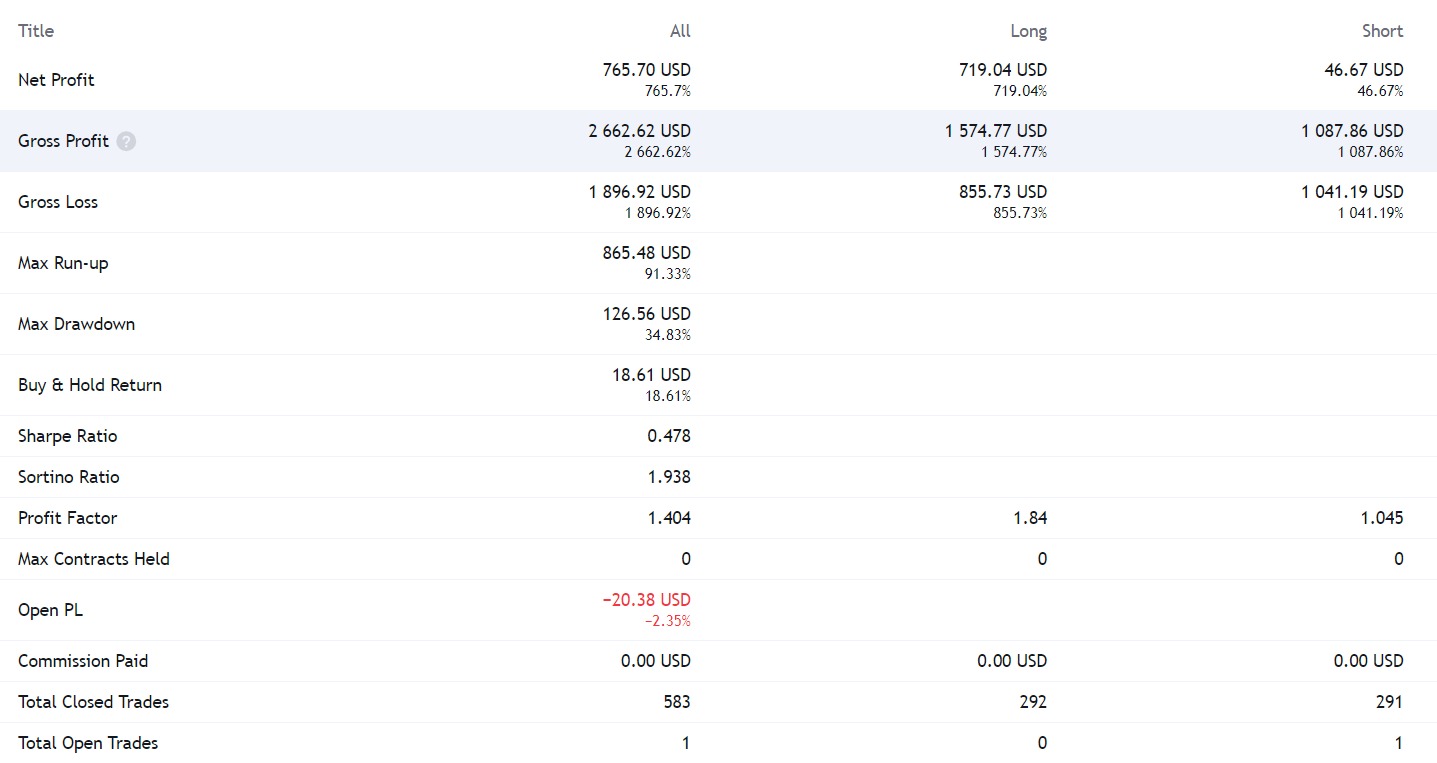 Title All Long Short
Net Profit 765.70 USD 719.04 USD 46.67 USD
765.7% 719.04% 46.67%
Gross Profit ? 2 662.62 USD 1 574.77 USD 1 087.86 USD
2 662.62% 1 574.77% 1 087.86%
Gross Loss 1 896.92 USD 855.73 USD 1 041.19 USD
1 896.92% 855.73% 1 041.19%
Max Run-up 865.48 USD
91.33%
Max Drawdown 126.56 USD
34.83%
Buy & Hold Return 18.61 USD
18.61%
Sharpe Ratio 0.478
Sortino Ratio 1.938
Profit Factor 1.404 1.84 1.045
Max Contracts Held 0 0 0
Open PL −20.38 USD
−2.35%
Commission Paid 0.00 USD 0.00 USD 0.00 USD
Total Closed Trades 583 292 291
Total Open Trades 1 0 1